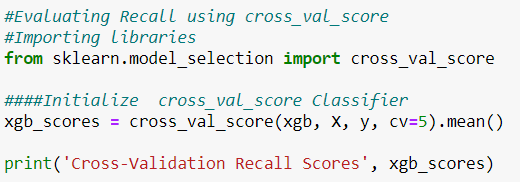 #Evaluating Recall using cross_val_score
#Importing libraries
from sklearn.model_selection import cross_val_score
####Initialize  cross_val_score Classifier
xgb_scores = cross_val_score(xgb, X, y, cv=5).mean()
print('Cross-Validation Recall Scores', xgb_scores)